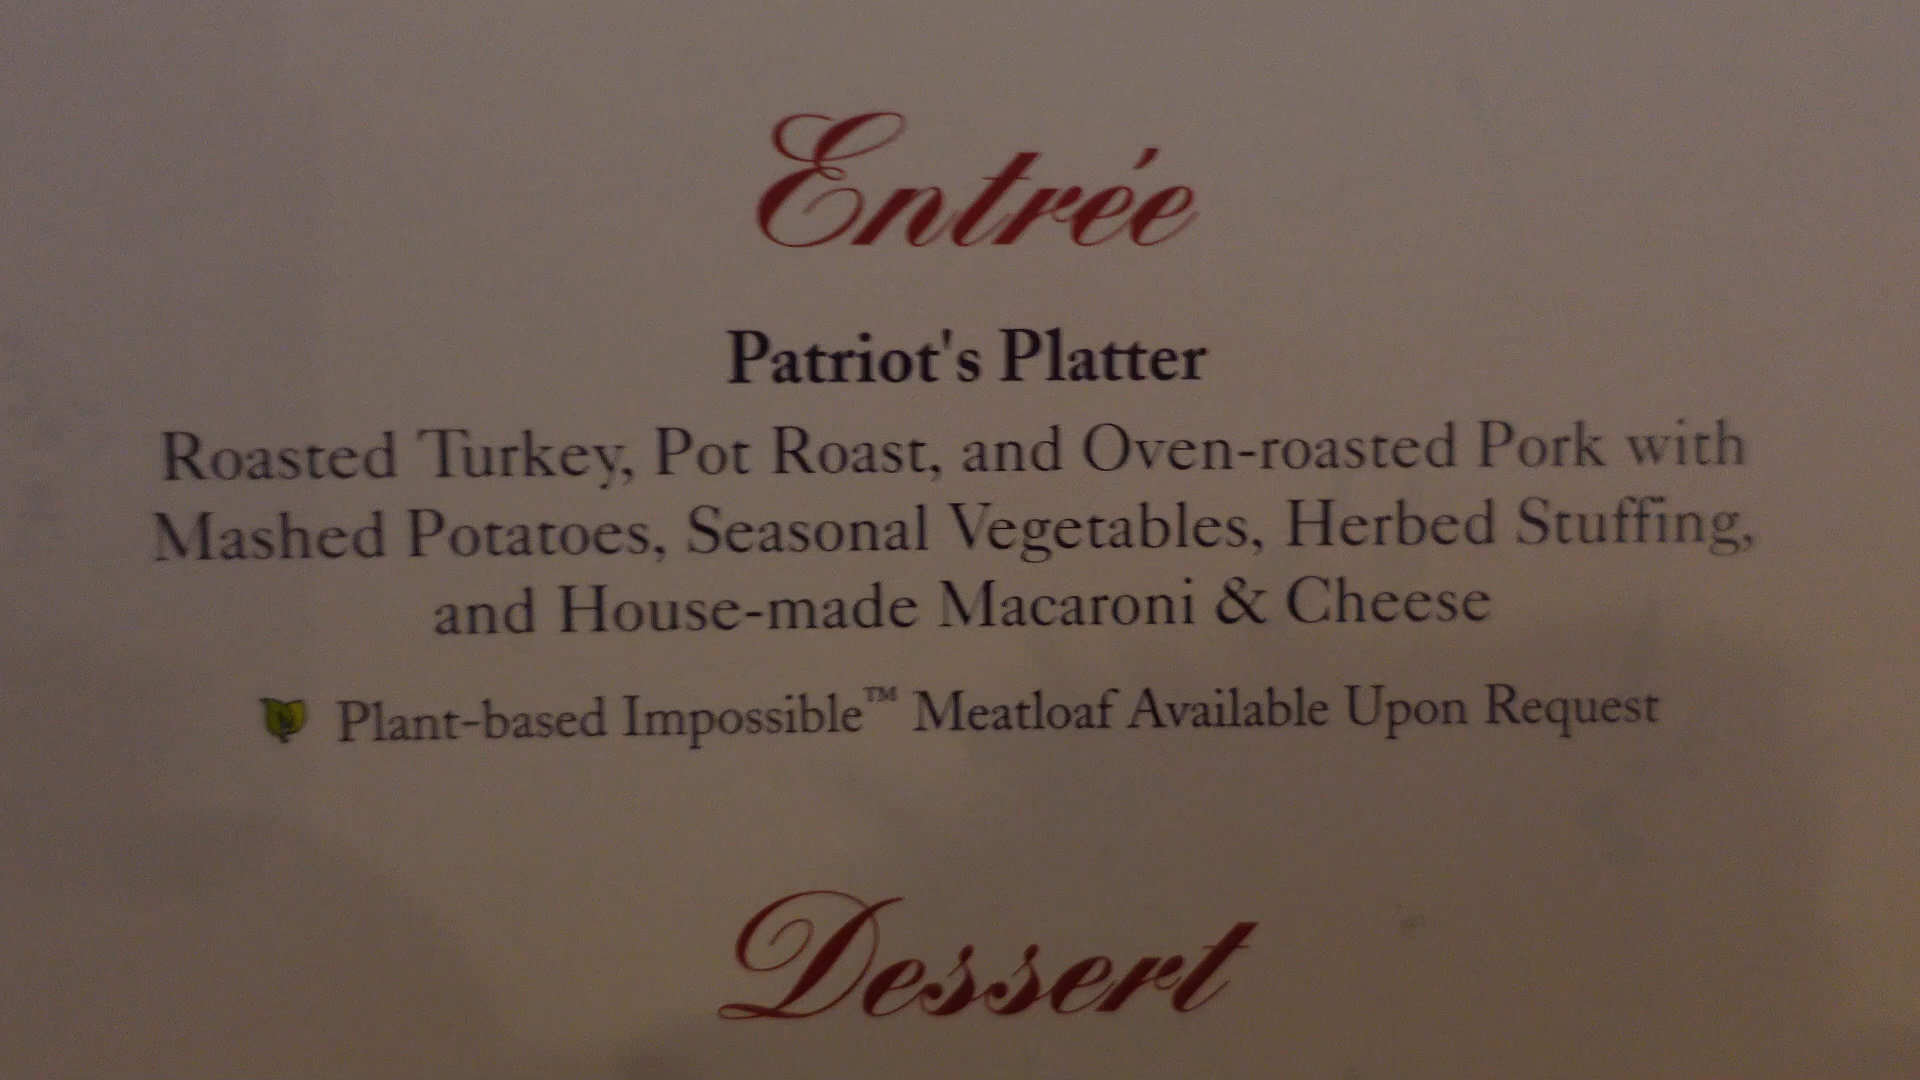 Entrée
Patriot's Platter
Roasted Turkey, Pot Roast, and Oven-roasted Pork with
Mashed Potatoes, Seasonal Vegetables, Herbed Stuffing,
and House-made Macaroni & Cheese
Plant-based Impossible™ Meatloaf Available Upon Request
Dessert